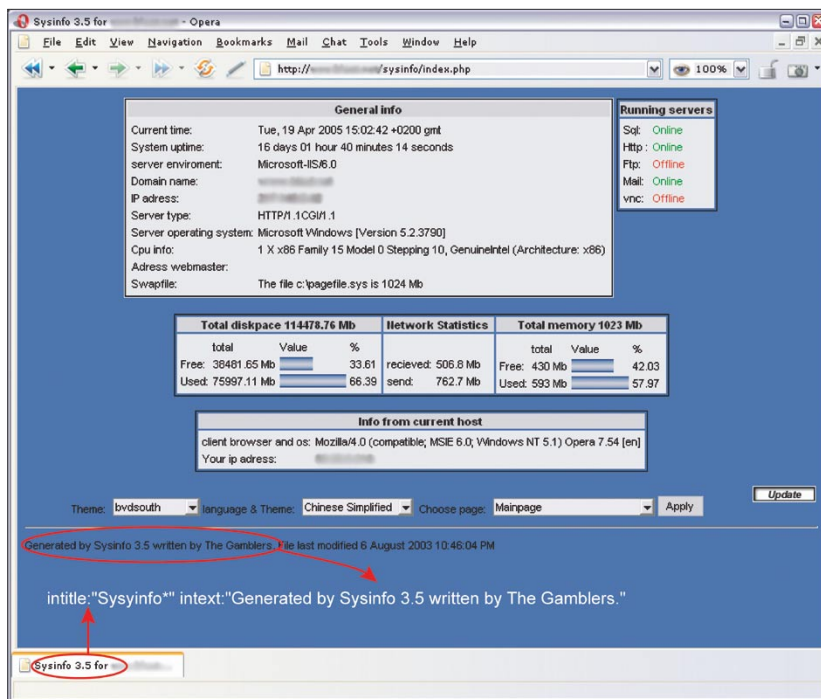 Sysinfo 3.5 for - Opera
File Edit View Navigation Bookmarks Mail Chat Tools Window Help
http:// /sysinfo/index.php 100%
General info
Current time: Tue, 19 Apr 2005 15:02:42 +0200 gmt
System uptime: 16 days 01 hour 40 minutes 14 seconds
server enviroment: Microsoft-IIS/6.0
Domain name:
IP adress:
Server type: HTTP/1.1CGI/1.1
Server operating system: Microsoft Windows [Version 5.2.3790]
Cpu info: 1 X x86 Family 15 Model 0 Stepping 10, GenuineIntel (Architecture: x86)
Adress webmaster:
Swapfile: The file c:\pagefile.sys is 1024 Mb
Running servers
Sql: Online
Http : Online
Ftp: Offline
Mail: Online
vnc: Offline
Total diskpace 114478.76 Mb
total Value %
Free: 38481.65 Mb 33.61
Used: 75997.11 Mb 66.39
Network Statistics
recieved: 506.8 Mb
send: 762.7 Mb
Total memory 1023 Mb
total Value %
Free: 430 Mb 42.03
Used: 593 Mb 57.97
Info from current host
client browser and os: Mozilla/4.0 (compatible; MSIE 6.0; Windows NT 5.1) Opera 7.54 [en]
Your ip adress:
Update
Theme: bvdsouth language & Theme: Chinese Simplified Choose page: Mainpage Apply
Generated by Sysinfo 3.5 written by The Gamblers. File last modified 6 August 2003 10:46:04 PM
intitle:"Sysyinfo*" intext:"Generated by Sysinfo 3.5 written by The Gamblers."
Sysinfo 3.5 for